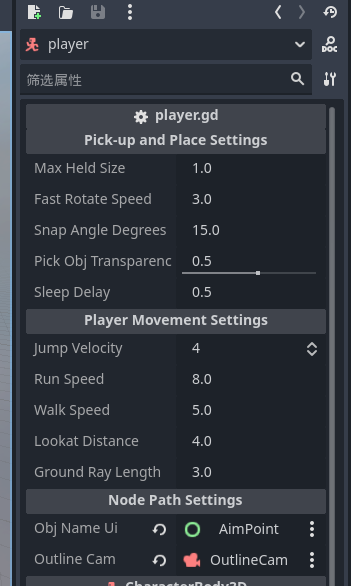 DOC
player
筛选属性
player.gd
Pick-up and Place Settings
Max Held Size 1.0
Fast Rotate Speed 3.0
Snap Angle Degrees 15.0
Pick Obj Transparenc 0.5
Sleep Delay 0.5
Player Movement Settings
Jump Velocity 4
Run Speed 8.0
Walk Speed 5.0
Lookat Distance 4.0
Ground Ray Length 3.0
Node Path Settings
Obj Name Ui AimPoint
Outline Cam OutlineCam
CharacterBody3D